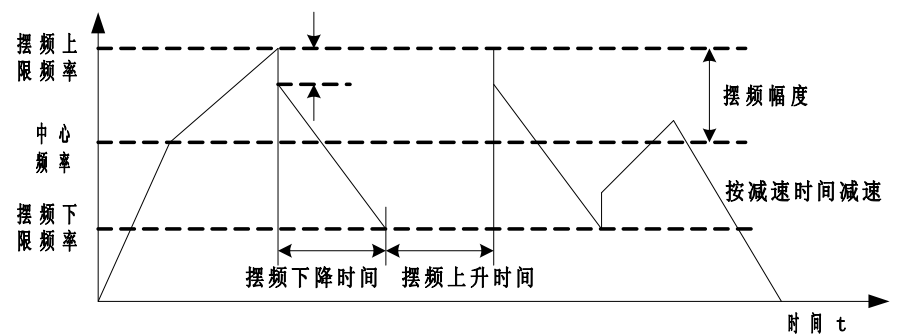 摆频上
限频率
摆频幅度
中心
频率
按减速时间减速
摆频下
限频率
摆频下降时间
摆频上升时间
时间 t